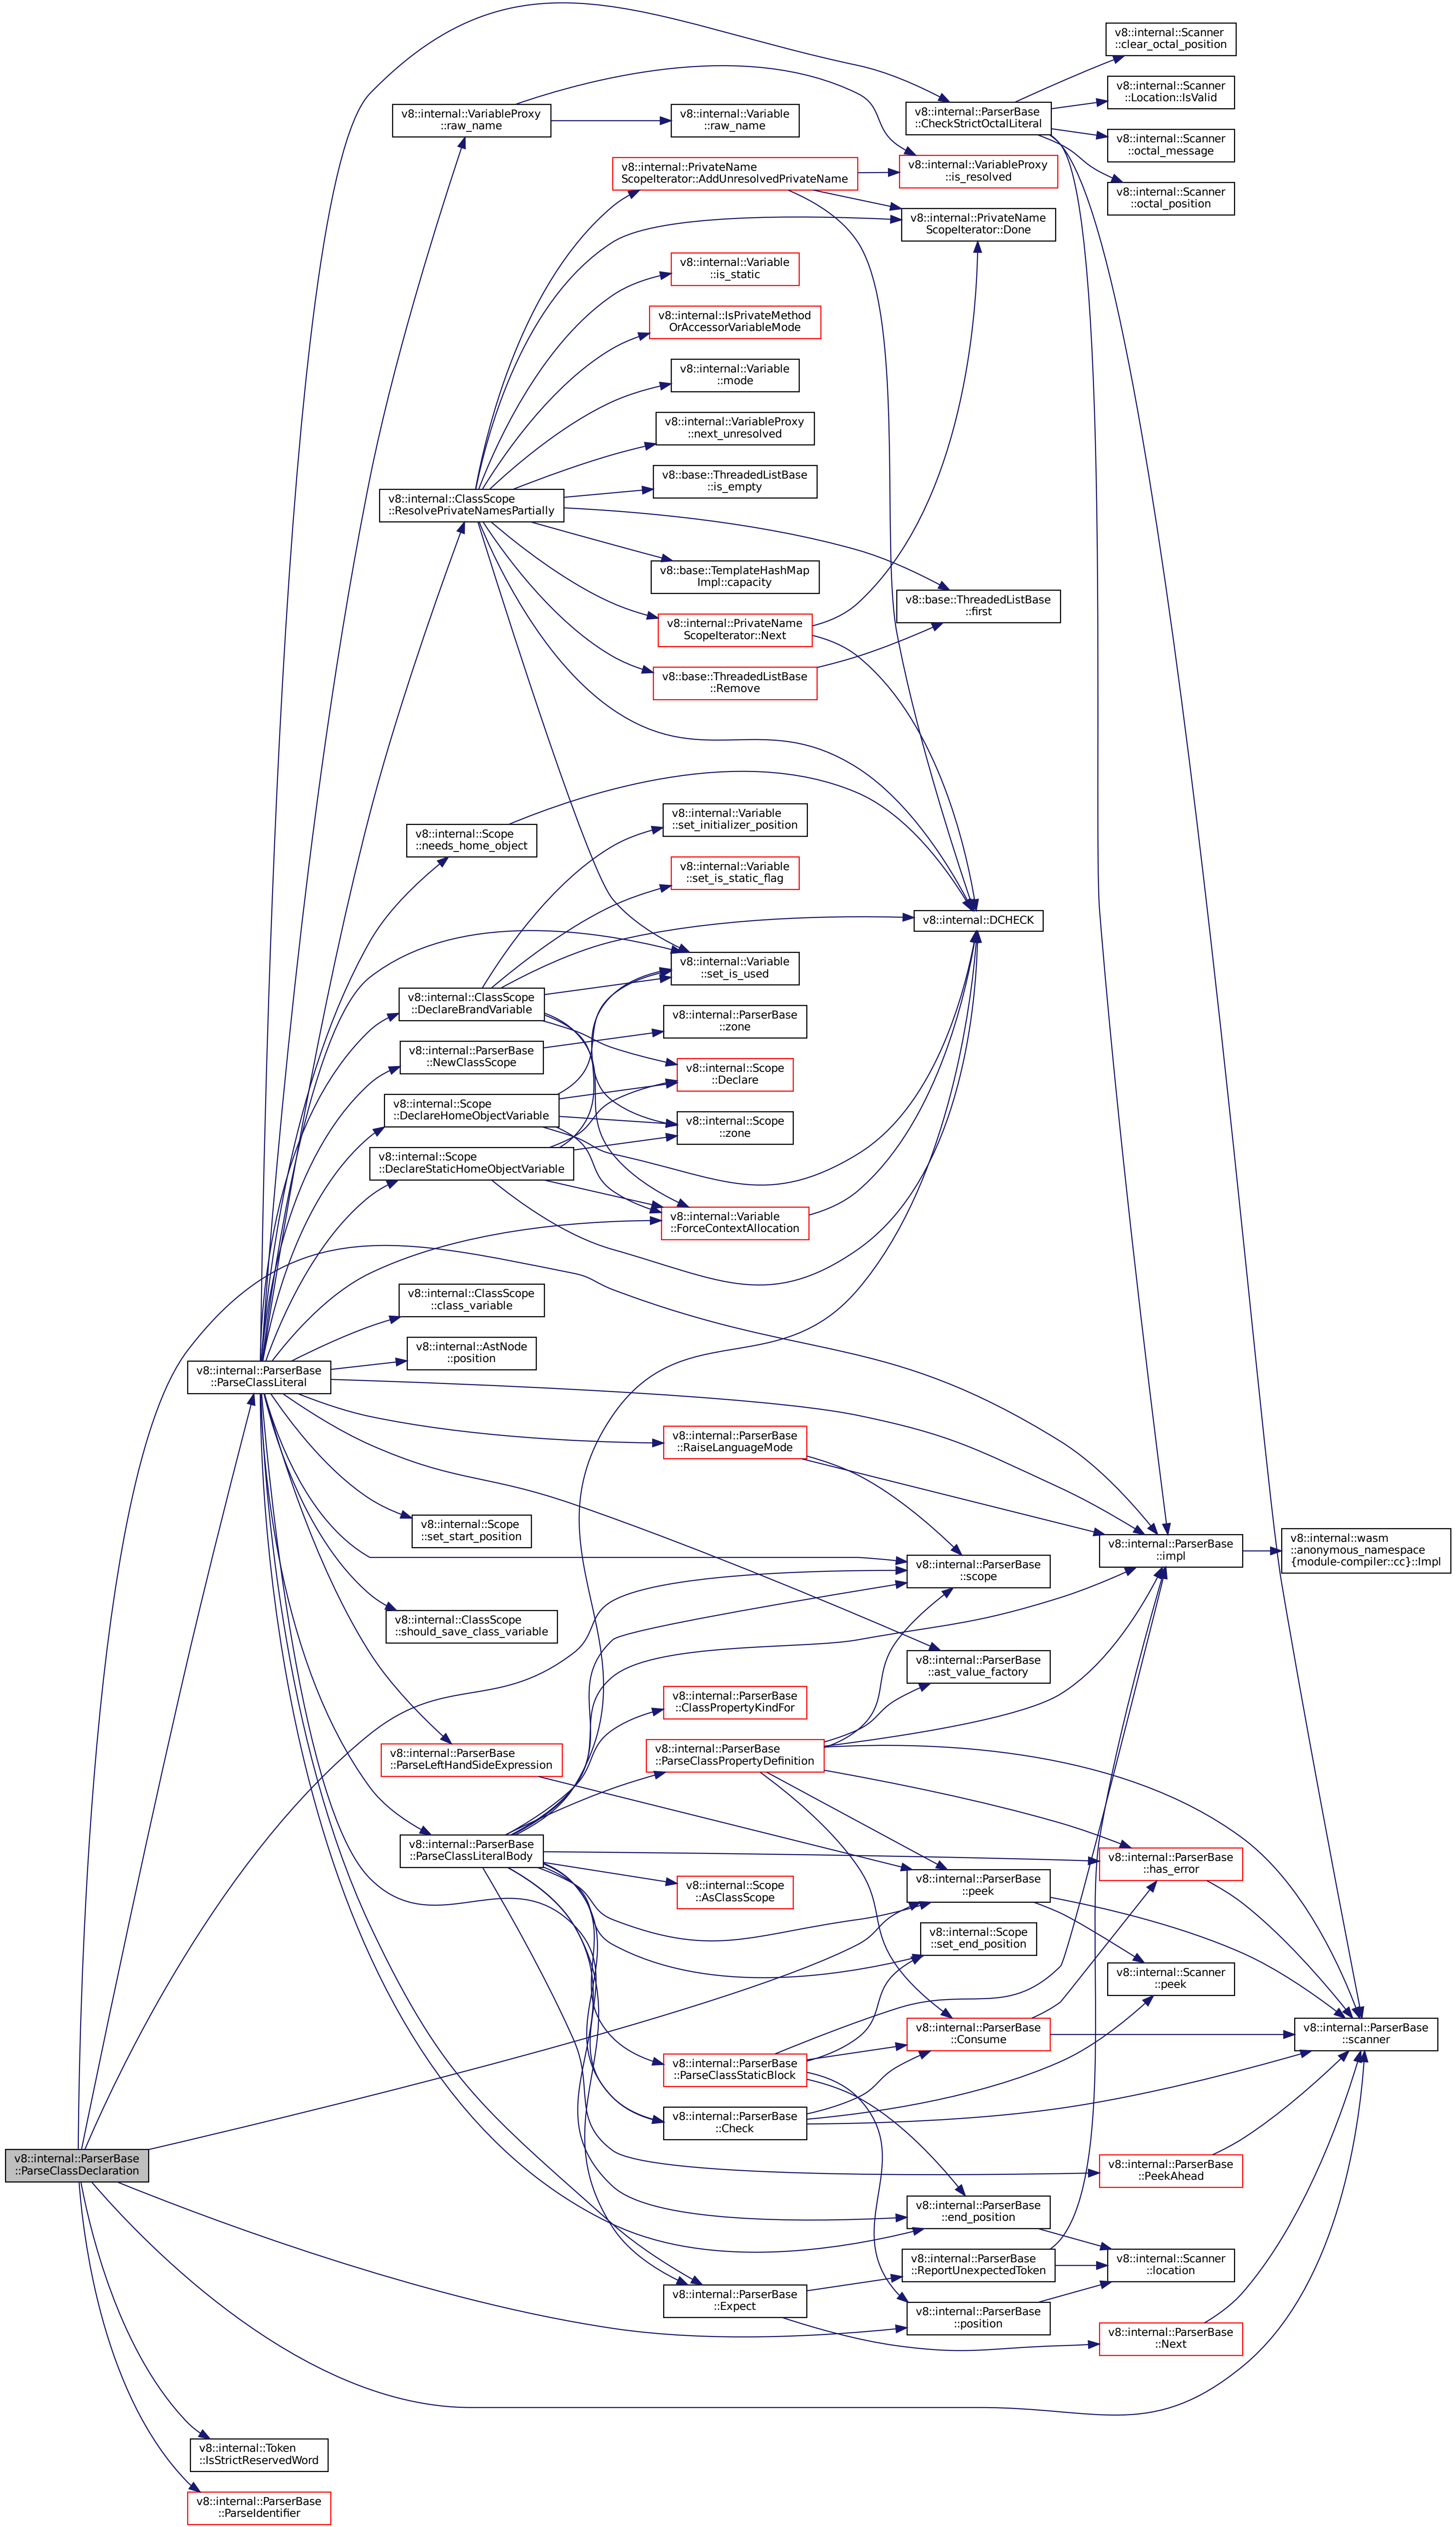 v8::internal::Scanner
::clear_octal_position
v8::internal::Scanner
::Location::IsValid
v8::internal::VariableProxy
::raw_name
v8::internal::Variable
::raw_name
v8::internal::ParserBase
::CheckStrictOctalLiteral
v8::internal::Scanner
::octal_message
v8::internal::PrivateName
ScopeIterator::AddUnresolvedPrivateName
v8::internal::VariableProxy
::is_resolved
v8::internal::Scanner
::octal_position
v8::internal::PrivateName
ScopeIterator::Done
v8::internal::Variable
::is_static
v8::internal::IsPrivateMethod
OrAccessorVariableMode
v8::internal::Variable
::mode
v8::internal::VariableProxy
::next_unresolved
v8::base::ThreadedListBase
::is_empty
v8::internal::ClassScope
::ResolvePrivateNamesPartially
v8::base::TemplateHashMap
Impl::capacity
v8::base::ThreadedListBase
::first
v8::internal::PrivateName
ScopeIterator::Next
v8::base::ThreadedListBase
::Remove
v8::internal::Variable
::set_initializer_position
v8::internal::Scope
::needs_home_object
v8::internal::Variable
::set_is_static_flag
v8::internal::DCHECK
v8::internal::Variable
::set_is_used
v8::internal::ClassScope
::DeclareBrandVariable
v8::internal::ParserBase
::zone
v8::internal::ParserBase
::NewClassScope
v8::internal::Scope
::Declare
v8::internal::Scope
::DeclareHomeObjectVariable
v8::internal::Scope
::zone
v8::internal::Scope
::DeclareStaticHomeObjectVariable
v8::internal::Variable
::ForceContextAllocation
v8::internal::ClassScope
::class_variable
v8::internal::AstNode
::position
v8::internal::ParserBase
::ParseClassLiteral
v8::internal::ParserBase
::RaiseLanguageMode
v8::internal::Scope
::set_start_position
v8::internal::ParserBase
::impl
v8::internal::wasm
::anonymous_namespace
{module-compiler::cc}::Impl
v8::internal::ParserBase
::scope
v8::internal::ClassScope
::should_save_class_variable
v8::internal::ParserBase
::ast_value_factory
v8::internal::ParserBase
::ClassPropertyKindFor
v8::internal::ParserBase
::ParseLeftHandSideExpression
v8::internal::ParserBase
::ParseClassPropertyDefinition
v8::internal::ParserBase
::ParseClassLiteralBody
v8::internal::ParserBase
::has_error
v8::internal::Scope
::AsClassScope
v8::internal::ParserBase
::peek
v8::internal::Scope
::set_end_position
v8::internal::Scanner
::peek
v8::internal::ParserBase
::Consume
v8::internal::ParserBase
::scanner
v8::internal::ParserBase
::ParseClassStaticBlock
v8::internal::ParserBase
::Check
v8::internal::ParserBase
::ParseClassDeclaration
v8::internal::ParserBase
::PeekAhead
v8::internal::ParserBase
::end_position
v8::internal::ParserBase
::ReportUnexpectedToken
v8::internal::Scanner
::location
v8::internal::ParserBase
::Expect
v8::internal::ParserBase
::position
v8::internal::ParserBase
::Next
v8::internal::Token
::IsStrictReservedWord
v8::internal::ParserBase
::ParseIdentifier